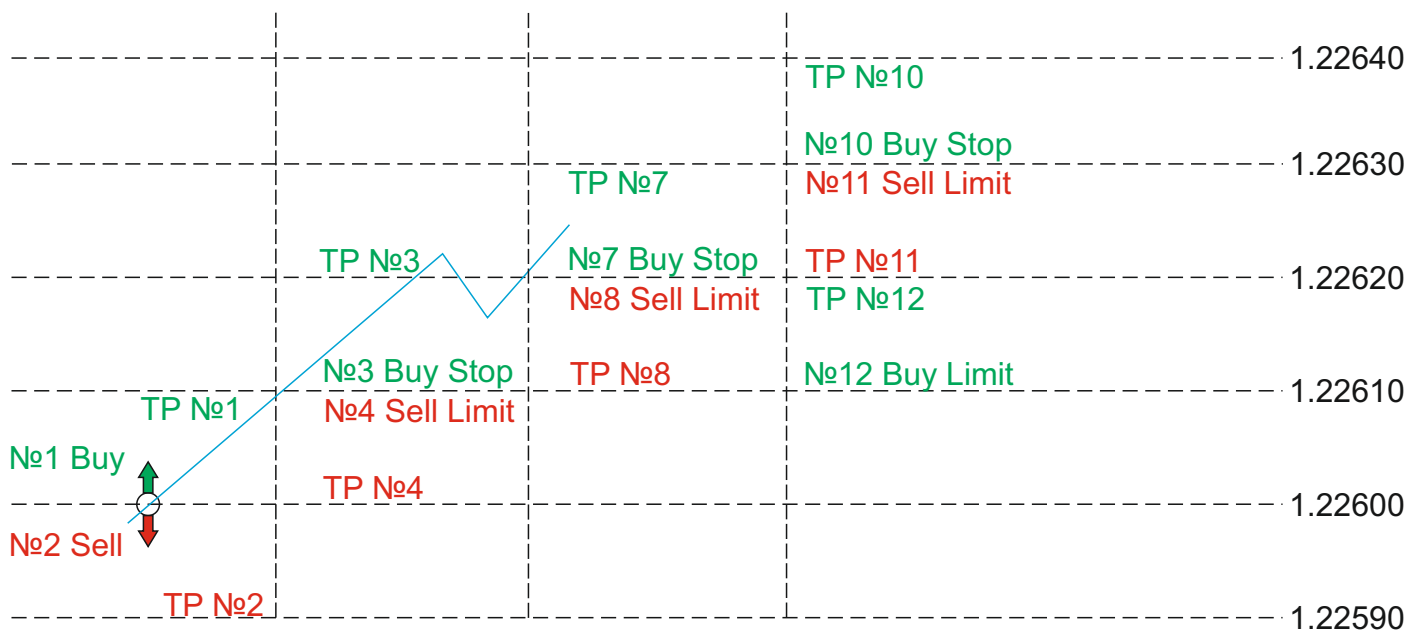 TP №10
1.22640
№10 Buy Stop
1.22630
TP №7
№11 Sell Limit
TP №3
№7 Buy Stop
TP №11
1.22620
№8 Sell Limit
TP №12
№3 Buy Stop
TP №8
№12 Buy Limit
1.22610
TP №1
№4 Sell Limit
№1 Buy
TP №4
1.22600
№2 Sell
TP №2
1.22590